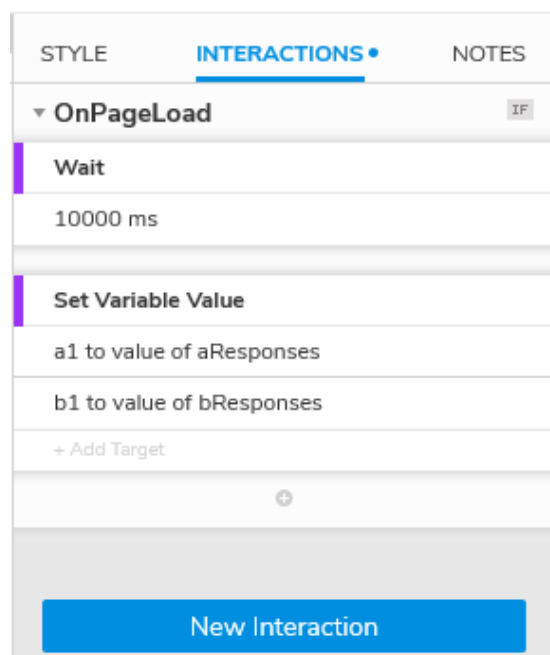 STYLE INTERACTIONS NOTES
OnPageLoad IF
Wait
10000 ms
Set Variable Value
a1 to value of aResponses
b1 to value of bResponses
+ Add Target
New Interaction